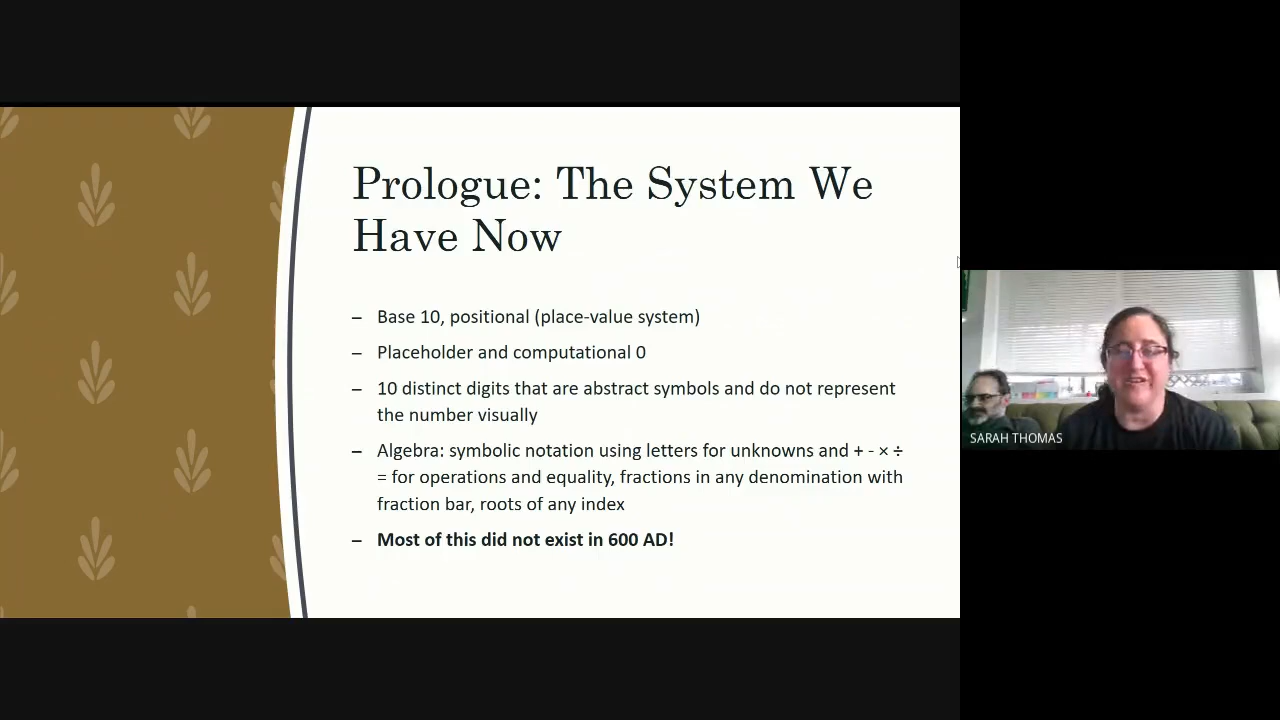 Prologue: The System We
Have Now
– Base 10, positional (place-value system)
– Placeholder and computational 0
– 10 distinct digits that are abstract symbols and do not represent
the number visually
– Algebra: symbolic notation using letters for unknowns and + - × ÷
= for operations and equality, fractions in any denomination with
fraction bar, roots of any index
– Most of this did not exist in 600 AD!
SARAH THOMAS